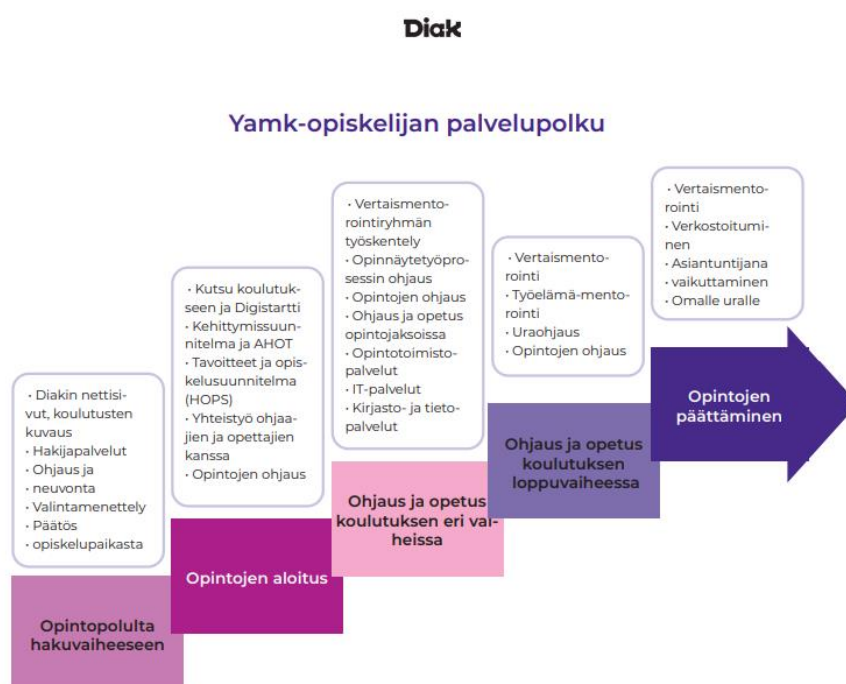 Diak
Yamk-opiskelijan palvelupolku
· Diakin nettisi-
vut, koulutusten
kuvaus
· Hakijapalvelut
· Ohjaus ja
· neuvonta
· Valintamenettely
· Päätös
· opiskelupaikasta
Opintopolulta
hakuvaiheeseen
· Kutsu koulutuk-
seen ja Digistartti
· Kehittymissuun-
nitelma ja AHOT
· Tavoitteet ja opis-
kelusuunnitelma
(HOPS)
· Yhteistyö ohjaa-
jien ja opettajien
kanssa
· Opintojen ohjaus
Opintojen aloitus
· Vertaismento-
rointiryhmän
työskentely
· Opinnäytetyöpro-
sessin ohjaus
· Opintojen ohjaus
· Ohjaus ja opetus
opintojaksoissa
· Opintotoimisto-
palvelut
· IT-palvelut
· Kirjasto- ja tieto-
palvelut
Ohjaus ja opetus
koulutuksen eri vai-
heissa
· Vertaismento-
rointi
· Työelämä-mento-
rointi
· Uraohjaus
· Opintojen ohjaus
Ohjaus ja opetus
koulutuksen
loppuvaiheessa
· Vertaismento-
rointi
· Verkostoitumi-
nen
· Asiantuntijana
· vaikuttaminen
· Omalle uralle
Opintojen
päättäminen